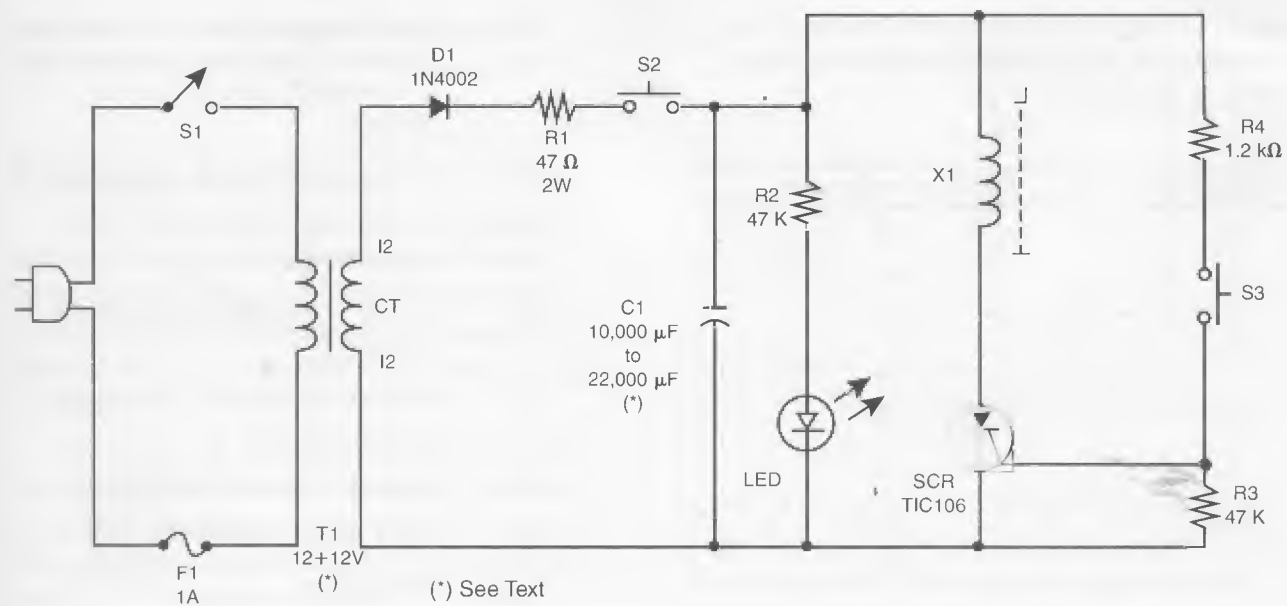 D1
1N4002
S1
R1
47 Ω
2W
S2
R2
47 K
X1
R4
1.2 kΩ
S3
I2
CT
I2
C1
10,000 µF
to
22,000 µF
(*)
LED
SCR
TIC106
R3
47 K
F1
1A
T1
12+12V
(*)
(*) See Text